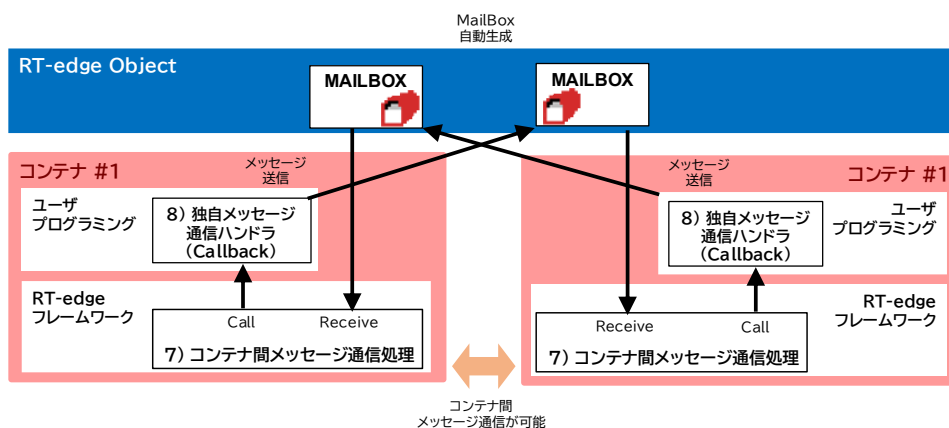 MailBox
自動生成
RT-edge Object
MAILBOX
MAILBOX
コンテナ #1
メッセージ
送信
ユーザ
プログラミング
8) 独自メッセージ
通信ハンドラ
(Callback)
RT-edge
フレームワーク
Call
Receive
7) コンテナ間メッセージ通信処理
メッセージ
送信
コンテナ #1
8) 独自メッセージ
通信ハンドラ
(Callback)
ユーザ
プログラミング
RT-edge
フレームワーク
Receive
Call
7) コンテナ間メッセージ通信処理
コンテナ間
メッセージ通信が可能